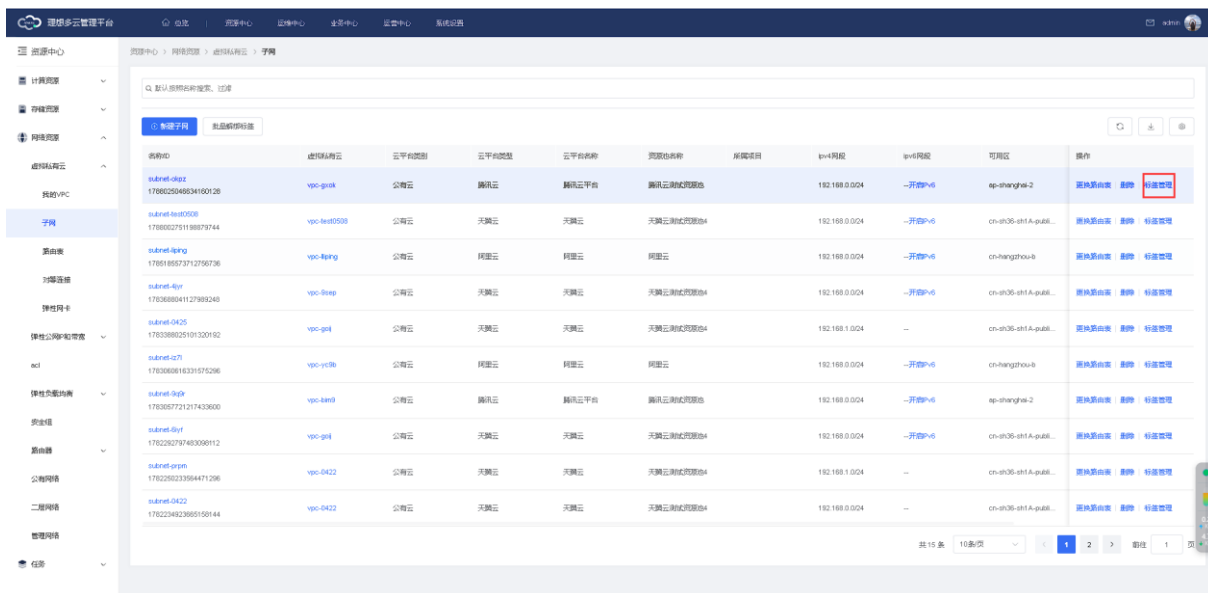 理想多云管理平台 总览 资源中心 运维中心 业务中心 运营中心 系统设置 admin
资源中心
资源中心 > 网络资源 > 虚拟私有云 > 子网
计算资源
存储资源
网络资源
虚拟私有云
我的VPC
子网
路由表
对等连接
弹性网卡
弹性公网IP和带宽
acl
弹性负载均衡
安全组
路由器
公有网络
二层网络
管理网络
任务
默认按照名称搜索、过滤
新建子网 批量解绑标签
名称/ID 虚拟私有云 云平台类别 云平台类型 云平台名称 资源池名称 所属项目 ipv4网段 ipv6网段 可用区 操作
subnet-okpz
1788025046834160128
vpc-gxok 公有云 腾讯云 腾讯云平台 腾讯云测试资源池 192.168.0.0/24 --开启IPv6 ap-shanghai-2 更换路由表 删除 标签管理
subnet-test0508
1788002751198879744
vpc-test0508 公有云 天翼云 天翼云 天翼云测试资源池4 192.168.0.0/24 --开启IPv6 cn-sh36-sh1A-publi... 更换路由表 删除 标签管理
subnet-liping
1785185573712756736
vpc-liping 公有云 阿里云 阿里云 阿里云 192.168.0.0/24 --开启IPv6 cn-hangzhou-b 更换路由表 删除 标签管理
subnet-4jyr
1783688041127989248
vpc-9sep 公有云 天翼云 天翼云 天翼云测试资源池4 192.168.0.0/24 --开启IPv6 cn-sh36-sh1A-publi... 更换路由表 删除 标签管理
subnet-0425
1783388025101320192
vpc-goij 公有云 天翼云 天翼云 天翼云测试资源池4 192.168.1.0/24 -- cn-sh36-sh1A-publi... 更换路由表 删除 标签管理
subnet-iz7l
1783060616331575296
vpc-yc9b 公有云 阿里云 阿里云 阿里云 192.168.0.0/24 --开启IPv6 cn-hangzhou-b 更换路由表 删除 标签管理
subnet-9q9r
1783057721217433600
vpc-bim9 公有云 腾讯云 腾讯云平台 腾讯云测试资源池 192.168.0.0/24 --开启IPv6 ap-shanghai-2 更换路由表 删除 标签管理
subnet-8iyf
1782292797483098112
vpc-goij 公有云 天翼云 天翼云 天翼云测试资源池4 192.168.0.0/24 --开启IPv6 cn-sh36-sh1A-publi... 更换路由表 删除 标签管理
subnet-prpm
1782250233584471296
vpc-0422 公有云 天翼云 天翼云 天翼云测试资源池4 192.168.1.0/24 -- cn-sh36-sh1A-publi... 更换路由表 删除 标签管理
subnet-0422
1782234923665158144
vpc-0422 公有云 天翼云 天翼云 天翼云测试资源池4 192.168.0.0/24 -- cn-sh36-sh1A-publi... 更换路由表 删除 标签管理
共15条 10条/页 1 2 前往 1 页